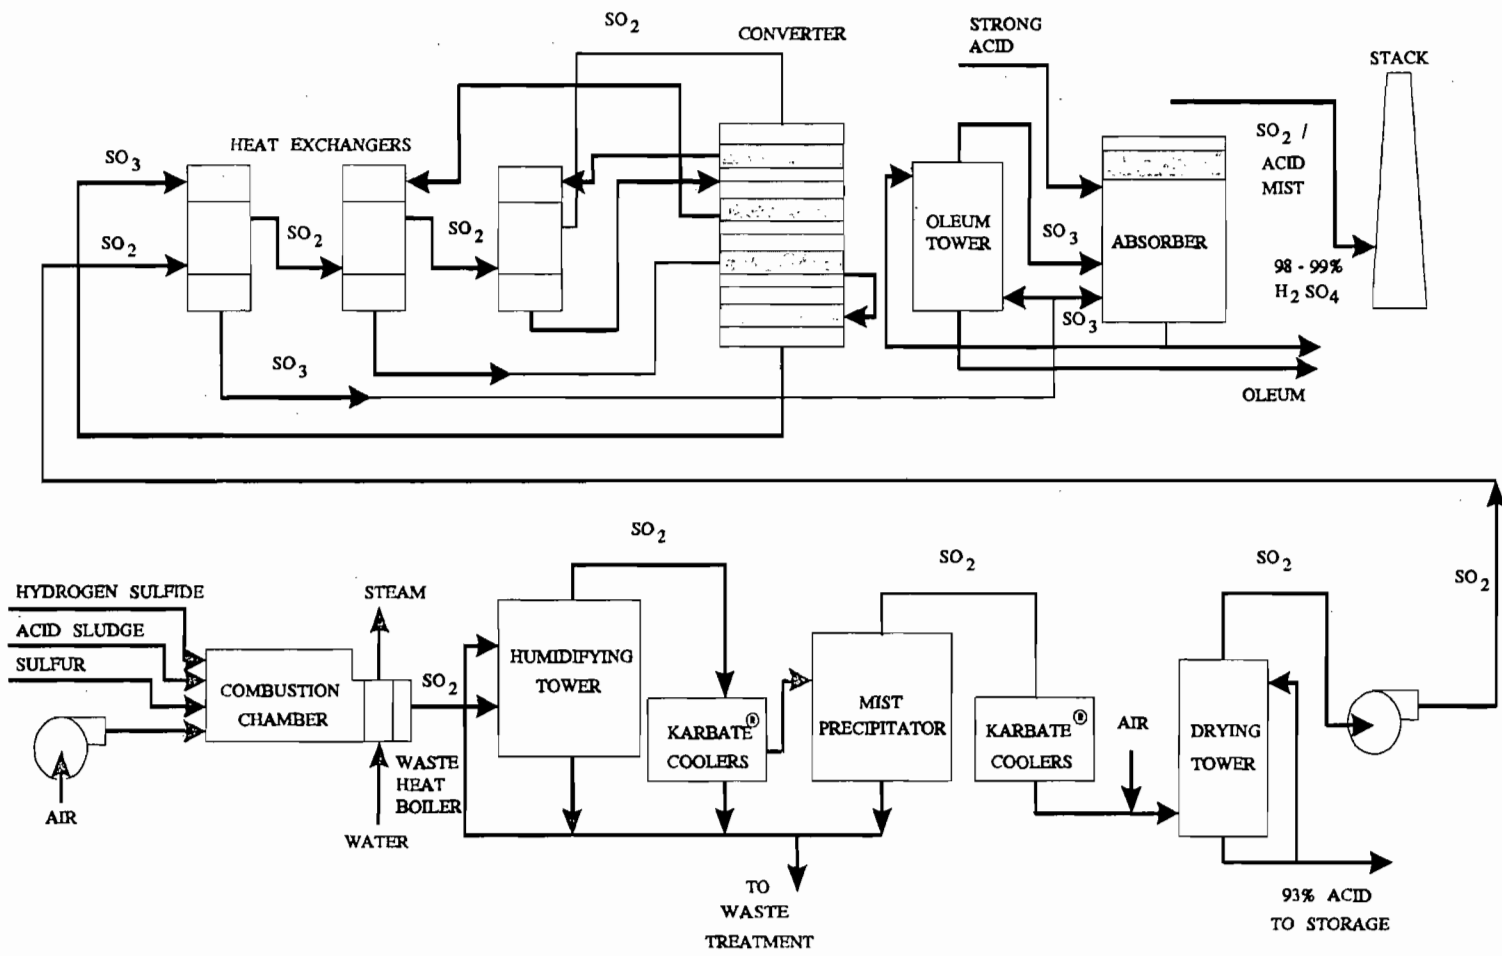 SO2
CONVERTER
STRONG
ACID
STACK
HEAT EXCHANGERS
SO3
SO2 /
ACID
MIST
OLEUM
TOWER
SO2
SO2
SO2
SO3
ABSORBER
98 - 99%
H2 SO4
SO3
SO3
OLEUM
SO2
SO2
SO2
SO2
HYDROGEN SULFIDE
STEAM
ACID SLUDGE
SULFUR
COMBUSTION
CHAMBER
SO2
HUMIDIFYING
TOWER
KARBATE®
COOLERS
MIST
PRECIPITATOR
KARBATE®
COOLERS
AIR
DRYING
TOWER
WASTE
HEAT
BOILER
AIR
WATER
TO
WASTE
TREATMENT
93% ACID
TO STORAGE